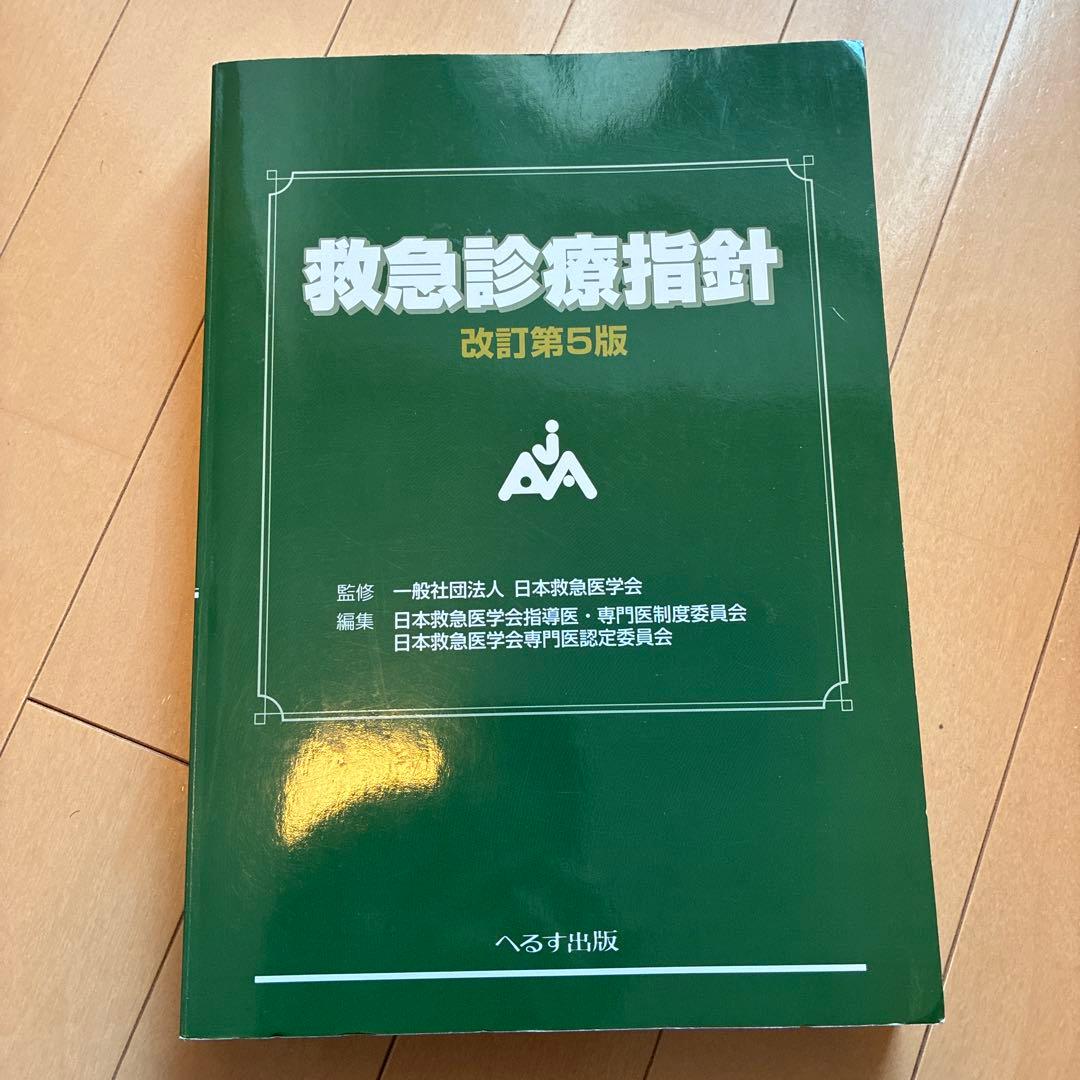 救急診療指針
改訂第5版
JAAM
監修 一般社団法人 日本救急医学会
編集 日本救急医学会指導医・専門医制度委員会
日本救急医学会専門医認定委員会
へるす出版